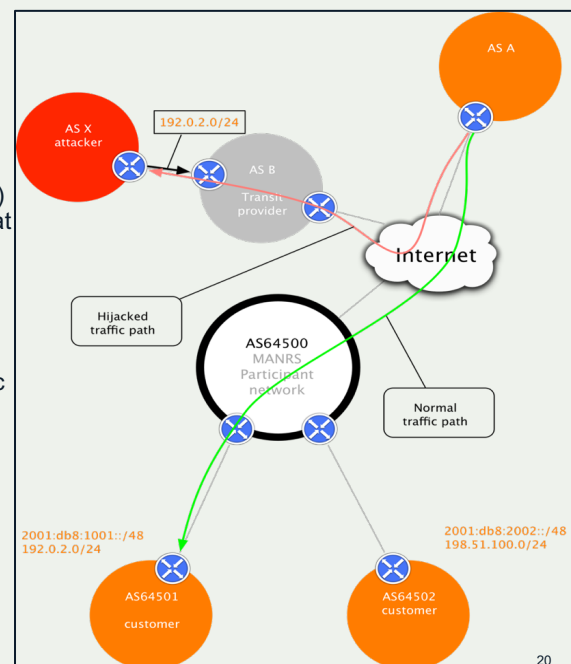 AS A
AS X
attacker
192.0.2.0/24
AS B
Transit
provider
)
at
Internet
Hijacked
traffic path
AS64500
MANRS
Participant
network
c
Normal
traffic path
2001:db8:1001::/48
192.0.2.0/24
2001:db8:2002::/48
198.51.100.0/24
AS64501
customer
AS64502
customer
20